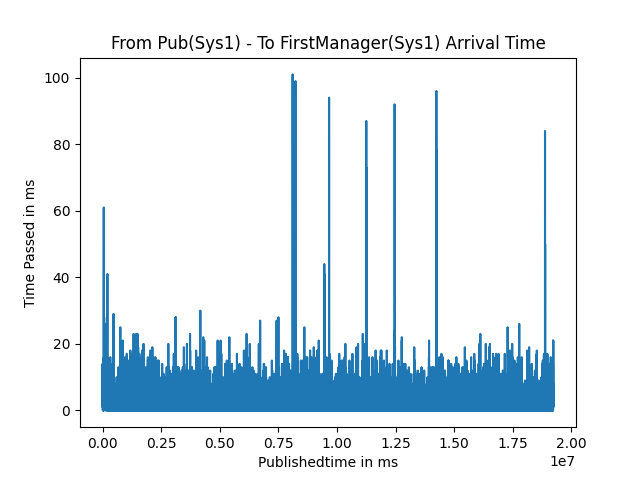 From Pub(Sys1) - To FirstManager(Sys1) Arrival Time
100
80
60
40
20
0
Time Passed in ms
0.00 0.25 0.50 0.75 1.00 1.25 1.50 1.75 2.00
1e7
Publishedtime in ms